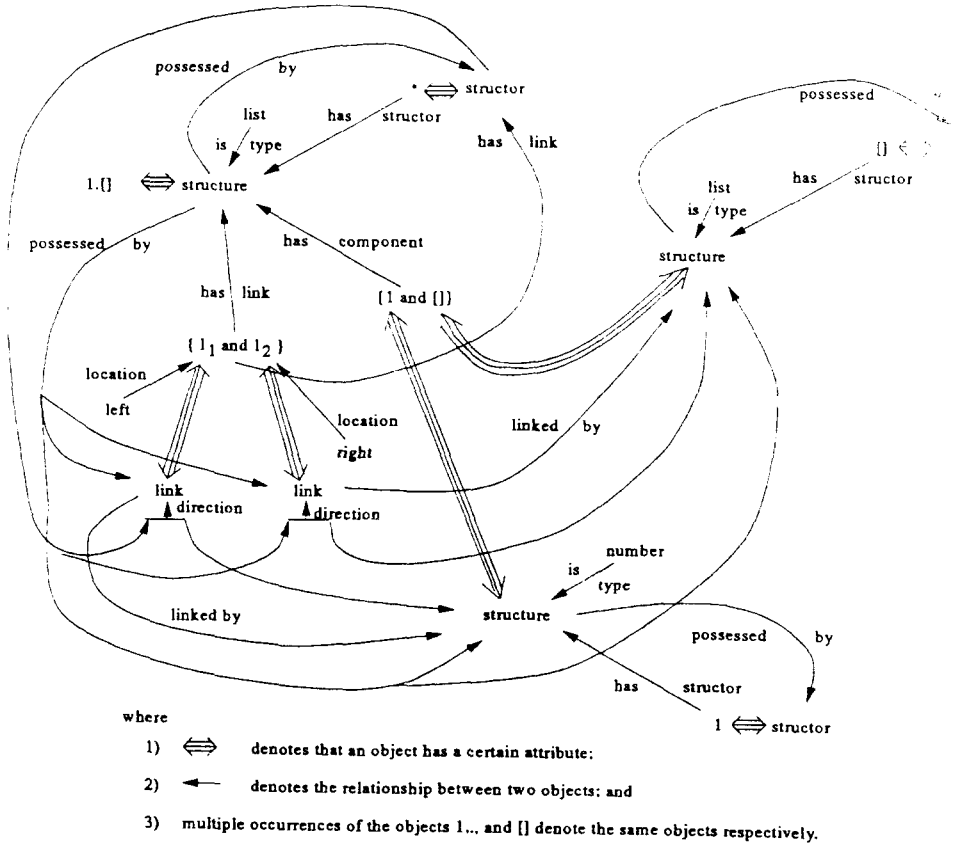 possessed by
. structor
possessed
has structor
list
is type
has link
[]
has structor
1.[] structure
list
is type
possessed by
has component
structure
has link
{1 and []}
{ l1 and l2 }
location
left
location
right
linked by
link
link
direction
direction
number
is type
linked by
structure
possessed by
has structor
1 structor
where
1) denotes that an object has a certain attribute;
2) denotes the relationship between two objects; and
3) multiple occurrences of the objects 1.,, and [] denote the same objects respectively.